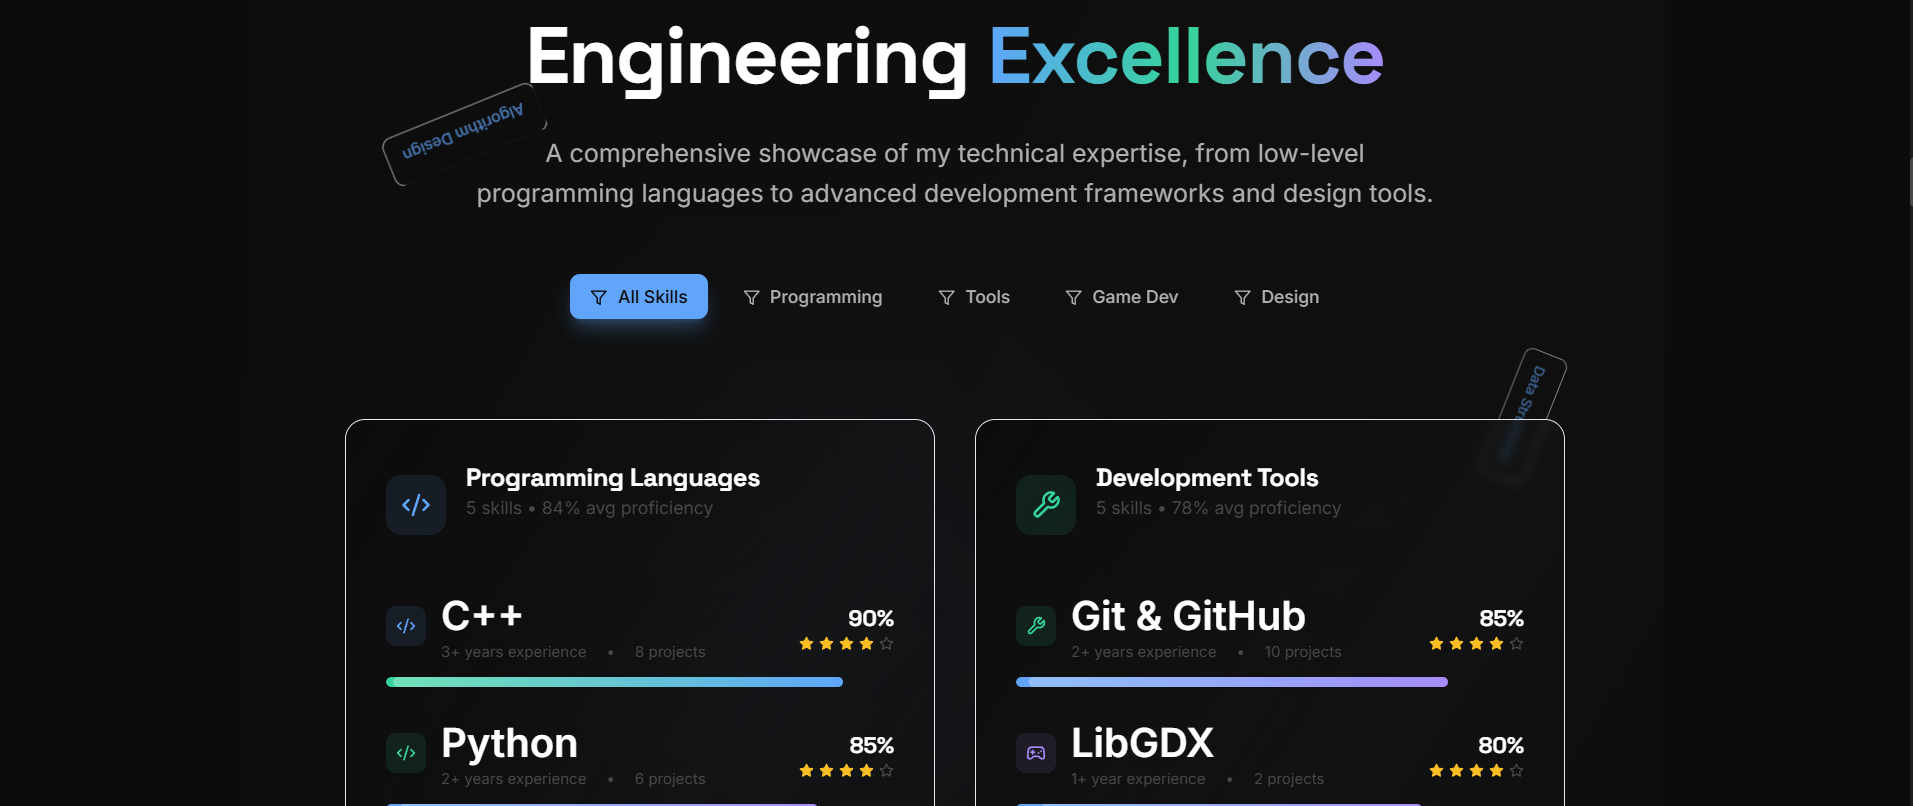 Engineering Excellence
Algorithm Design
A comprehensive showcase of my technical expertise, from low-level
programming languages to advanced development frameworks and design tools.
All Skills
Programming
Tools
Game Dev
Design
Data
Programming Languages
5 skills • 84% avg proficiency
C++
90%
3+ years experience • 8 projects
Python
85%
2+ years experience • 6 projects
Development Tools
5 skills • 78% avg proficiency
Git & GitHub
85%
2+ years experience • 10 projects
LibGDX
80%
1+ year experience • 2 projects